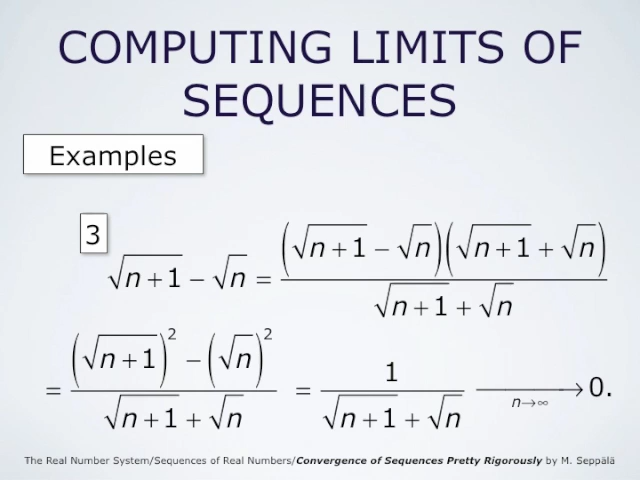 COMPUTING LIMITS OF
SEQUENCES
Examples
3
√(n+1) − √n = (√(n+1) − √n)(√(n+1) + √n) / (√(n+1) + √n)
= ((√(n+1))² − (√n)²) / (√(n+1) + √n) = 1 / (√(n+1) + √n) ⟶ n→∞ 0.
The Real Number System/Sequences of Real Numbers/Convergence of Sequences Pretty Rigorously by M. Seppälä